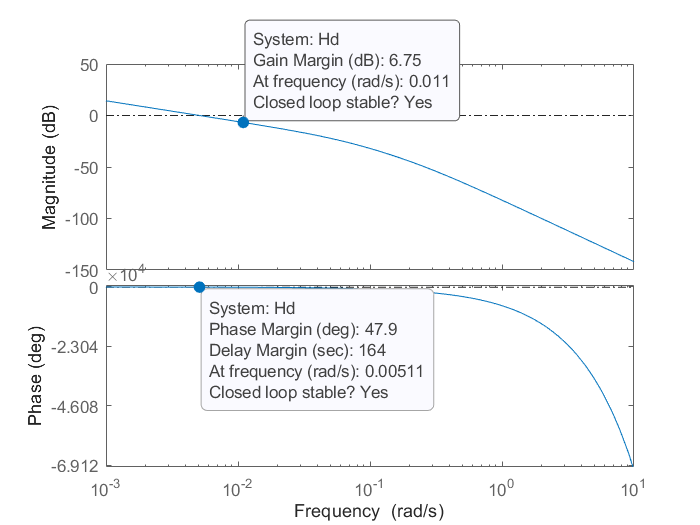 System: Hd
Gain Margin (dB): 6.75
At frequency (rad/s): 0.011
Closed loop stable? Yes
50
0
-50
-100
-150
Magnitude (dB)
×10⁴
0
-2.304
-4.608
-6.912
Phase (deg)
System: Hd
Phase Margin (deg): 47.9
Delay Margin (sec): 164
At frequency (rad/s): 0.00511
Closed loop stable? Yes
10⁻³ 10⁻² 10⁻¹ 10⁰ 10¹
Frequency (rad/s)